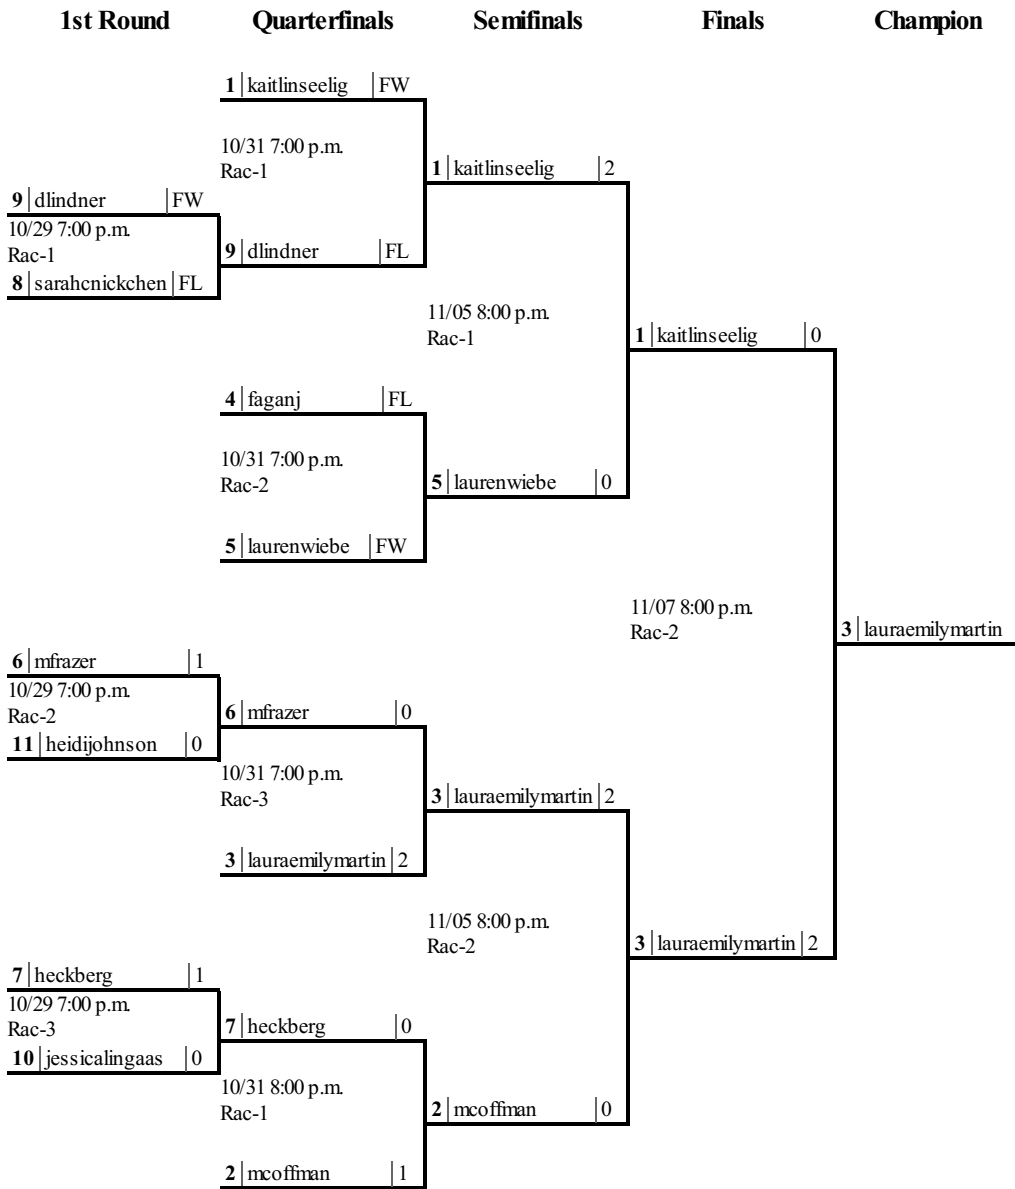 1st Round Quarterfinals Semifinals Finals Champion
1 kaitlinseelig FW
10/31 7:00 p.m.
Rac-1
1 kaitlinseelig 2
9 dlindner FW
10/29 7:00 p.m.
Rac-1
9 dlindner FL
8 sarahcnickchen FL
11/05 8:00 p.m.
Rac-1
1 kaitlinseelig 0
4 faganj FL
10/31 7:00 p.m.
Rac-2
5 laurenwiebe 0
5 laurenwiebe FW
11/07 8:00 p.m.
Rac-2
3 lauraemilymartin
6 mfrazer 1
10/29 7:00 p.m.
Rac-2
6 mfrazer 0
11 heidijohnson 0
10/31 7:00 p.m.
Rac-3
3 lauraemilymartin 2
3 lauraemilymartin 2
11/05 8:00 p.m.
Rac-2
3 lauraemilymartin 2
7 heckberg 1
10/29 7:00 p.m.
Rac-3
7 heckberg 0
10 jessicalingaas 0
10/31 8:00 p.m.
Rac-1
2 mcoffman 0
2 mcoffman 1